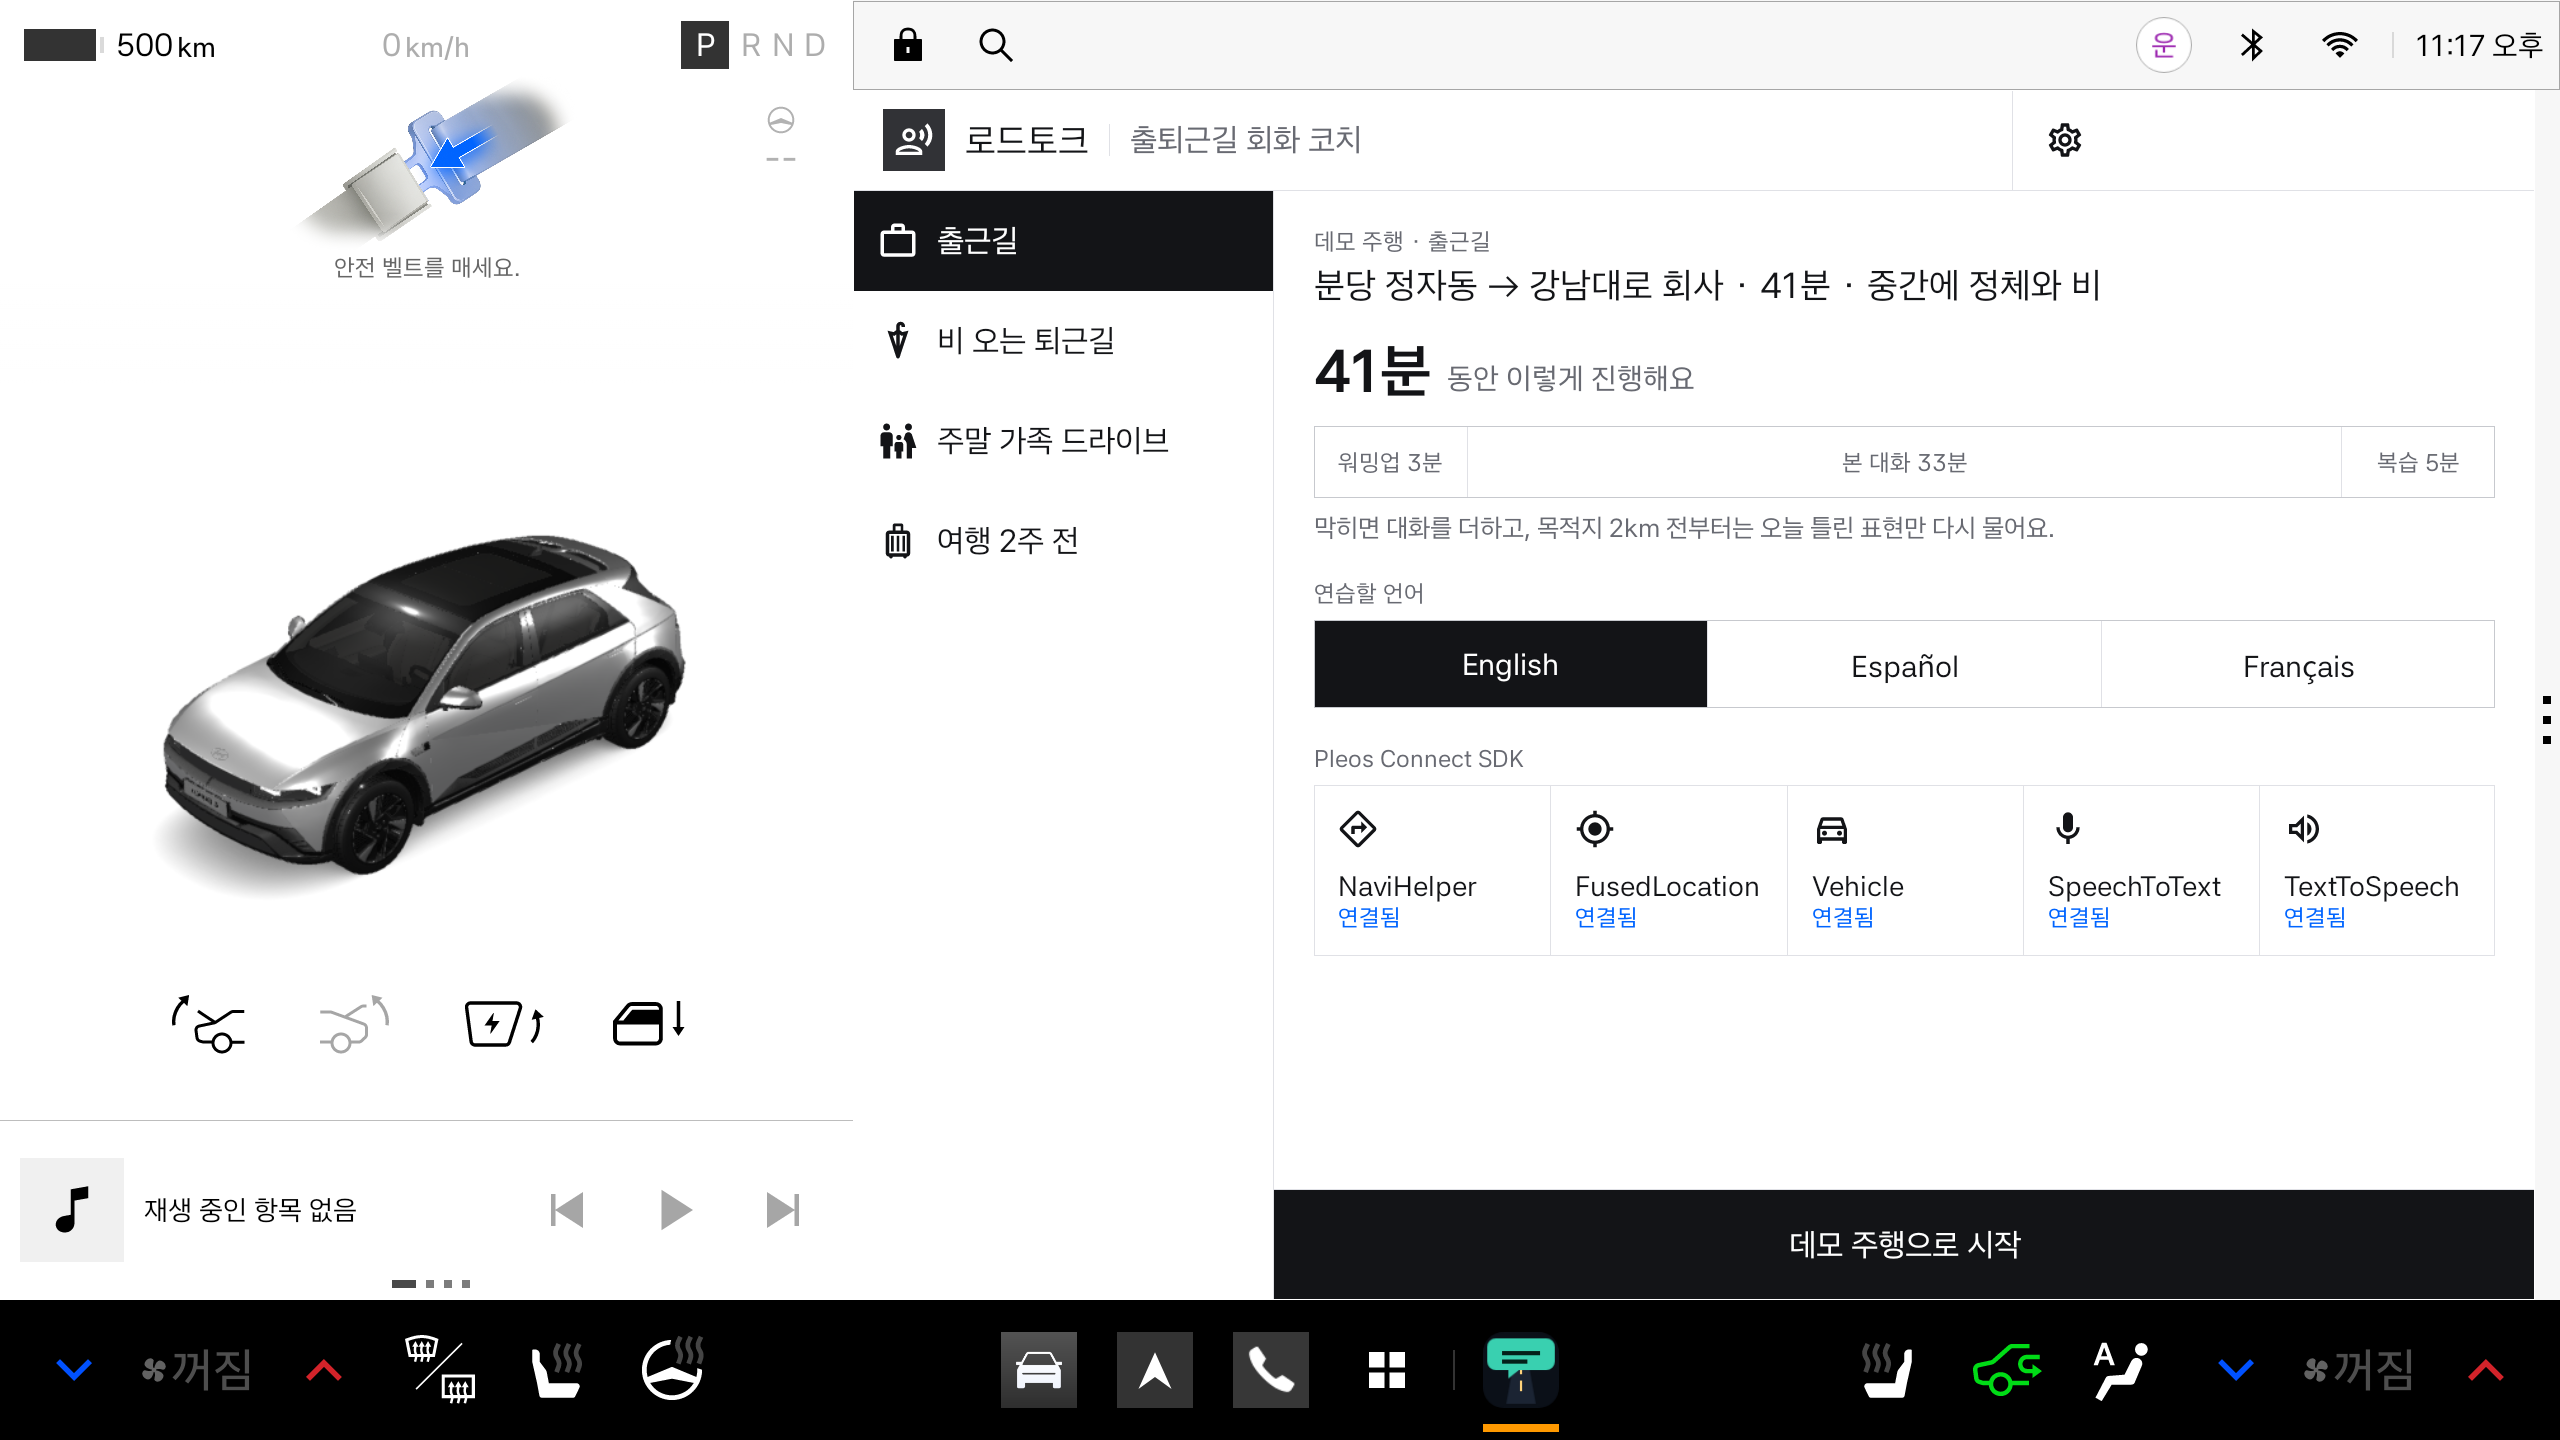 500 km
0 km/h
P R N D
안전 벨트를 매세요.
재생 중인 항목 없음
운
11:17 오후
로드토크
출퇴근길 회화 코치
출근길
비 오는 퇴근길
주말 가족 드라이브
여행 2주 전
데모 주행 · 출근길
분당 정자동 → 강남대로 회사 · 41분 · 중간에 정체와 비
41분 동안 이렇게 진행해요
워밍업 3분
본 대화 33분
복습 5분
막히면 대화를 더하고, 목적지 2km 전부터는 오늘 틀린 표현만 다시 물어요.
연습할 언어
English
Español
Français
Pleos Connect SDK
NaviHelper
연결됨
FusedLocation
연결됨
Vehicle
연결됨
SpeechToText
연결됨
TextToSpeech
연결됨
데모 주행으로 시작
꺼짐
A
꺼짐